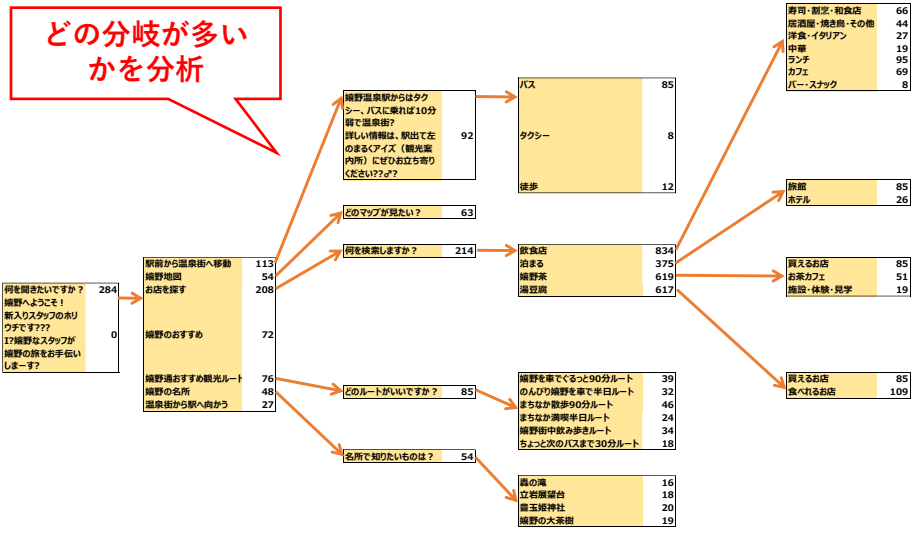 どの分岐が多い
かを分析
何を聞きたいですか? 284
嬉野へようこそ!
新入りスタッフのホリ
ウチです???
I?嬉野なスタッフが
嬉野の旅をお手伝い
しまーす?
0
駅前から温泉街へ移動 113
嬉野地図 54
お店を探す 208
嬉野のおすすめ 72
嬉野通おすすめ観光ルート 76
嬉野の名所 48
温泉街から駅へ向かう 27
嬉野温泉駅からはタク
シー、バスに乗れば10分
弱で温泉街?
詳しい情報は、駅出て左
のまるくアイズ(観光案
内所)にぜひお立ち寄り
ください??♂?
92
どのマップが見たい? 63
何を検索しますか? 214
どのルートがいいですか? 85
名所で知りたいものは? 54
バス 85
タクシー 8
徒歩 12
飲食店 834
泊まる 375
嬉野茶 619
湯豆腐 617
嬉野を車でぐるっと90分ルート 39
のんびり嬉野を車で半日ルート 32
まちなか散歩90分ルート 46
まちなか満喫半日ルート 24
嬉野街中飲み歩きルート 34
ちょっと次のバスまで30分ルート 18
轟の滝 16
立岩展望台 18
豊玉姫神社 20
嬉野の大茶樹 19
寿司・割烹・和食店 66
居酒屋・焼き鳥・その他 44
洋食・イタリアン 27
中華 19
ランチ 95
カフェ 69
バー・スナック 8
旅館 85
ホテル 26
買えるお店 85
お茶カフェ 51
施設・体験・見学 19
買えるお店 85
食べれるお店 109